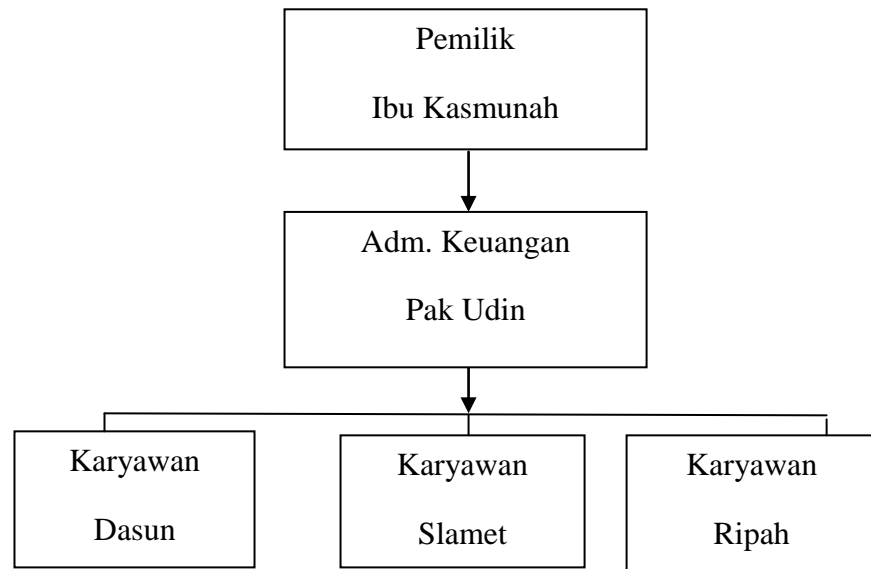 Pemilik
Ibu Kasmunah
Adm. Keuangan
Pak Udin
Karyawan
Dasun
Karyawan
Slamet
Karyawan
Ripah